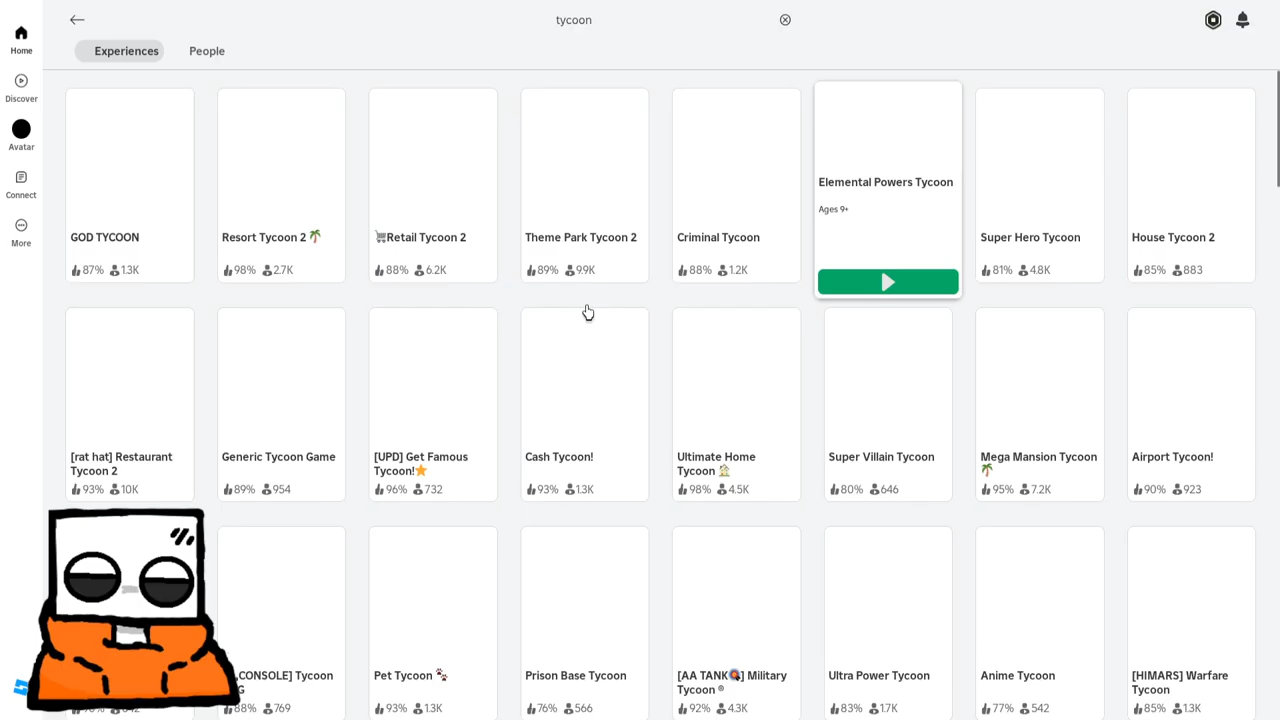 tycoon
Home
Discover
Avatar
Connect
More
Experiences
People
GOD TYCOON
87% 1.3K
Resort Tycoon 2 🌴
98% 2.7K
🛒Retail Tycoon 2
88% 6.2K
Theme Park Tycoon 2
89% 9.9K
Criminal Tycoon
88% 1.2K
Elemental Powers Tycoon
Ages 9+
Super Hero Tycoon
81% 4.8K
House Tycoon 2
85% 883
[rat hat] Restaurant
Tycoon 2
93% 10K
Generic Tycoon Game
89% 954
[UPD] Get Famous
Tycoon!⭐
96% 732
Cash Tycoon!
93% 1.3K
Ultimate Home
Tycoon 🏠
98% 4.5K
Super Villain Tycoon
80% 646
Mega Mansion Tycoon
🌴
95% 7.2K
Airport Tycoon!
90% 923
CONSOLE] Tycoon
88% 769
Pet Tycoon 🐾
93% 1.3K
Prison Base Tycoon
76% 566
[AA TANK🎯] Military
Tycoon ®
92% 4.3K
Ultra Power Tycoon
83% 1.7K
Anime Tycoon
77% 542
[HIMARS] Warfare
Tycoon
85% 1.3K